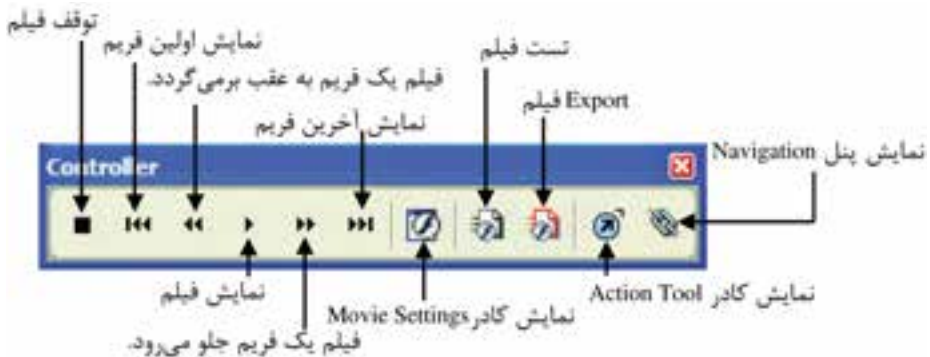 توقف فیلم
نمایش اولین فریم
فیلم یک فریم به عقب برمی‌گردد.
نمایش آخرین فریم
تست فیلم
Export فیلم
نمایش پنل Navigation
Controller
نمایش فیلم
فیلم یک فریم جلو می‌رود.
نمایش کادر Movie Settings
نمایش کادر Action Tool